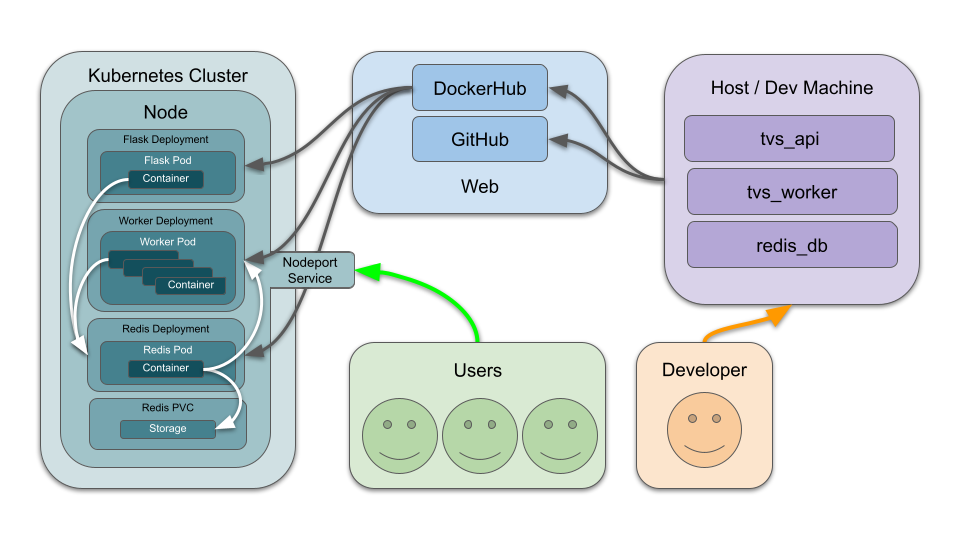 Kubernetes Cluster
Node
Flask Deployment
Flask Pod
Container
Worker Deployment
Worker Pod
Container
Redis Deployment
Redis Pod
Container
Redis PVC
Storage
Nodeport
Service
DockerHub
GitHub
Web
Host / Dev Machine
tvs_api
tvs_worker
redis_db
Users
Developer